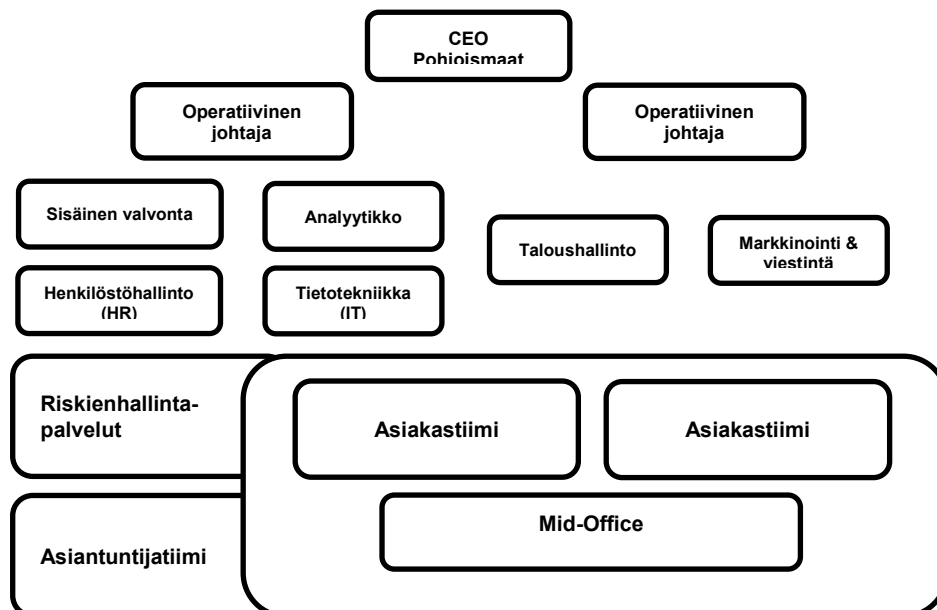 CEO
Pohjoismaat
Operatiivinen
johtaja
Operatiivinen
johtaja
Sisäinen valvonta
Analyytikko
Taloushallinto
Markkinointi &
viestintä
Henkilöstöhallinto
(HR)
Tietotekniikka
(IT)
Riskienhallinta-
palvelut
Asiakastiimi
Asiakastiimi
Mid-Office
Asiantuntijatiimi